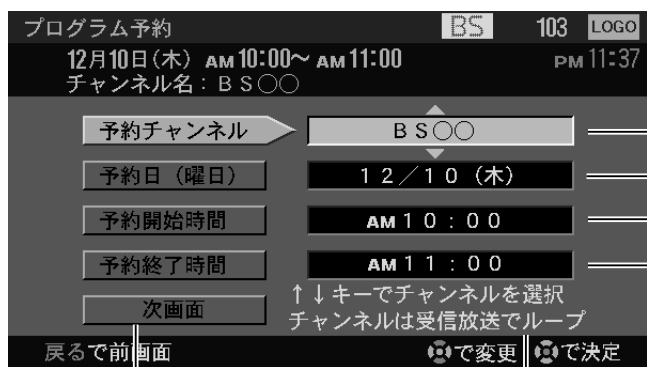 プログラム予約 BS 103 LOGO
12月10日(木) AM10:00~AM11:00 PM11:37
チャンネル名:BS○○
予約チャンネル BS○○
予約日(曜日) 12/10(木)
予約開始時間 AM10:00
予約終了時間 AM11:00
次画面
↑↓キーでチャンネルを選択
チャンネルは受信放送でループ
戻るで前画面 で変更 で決定